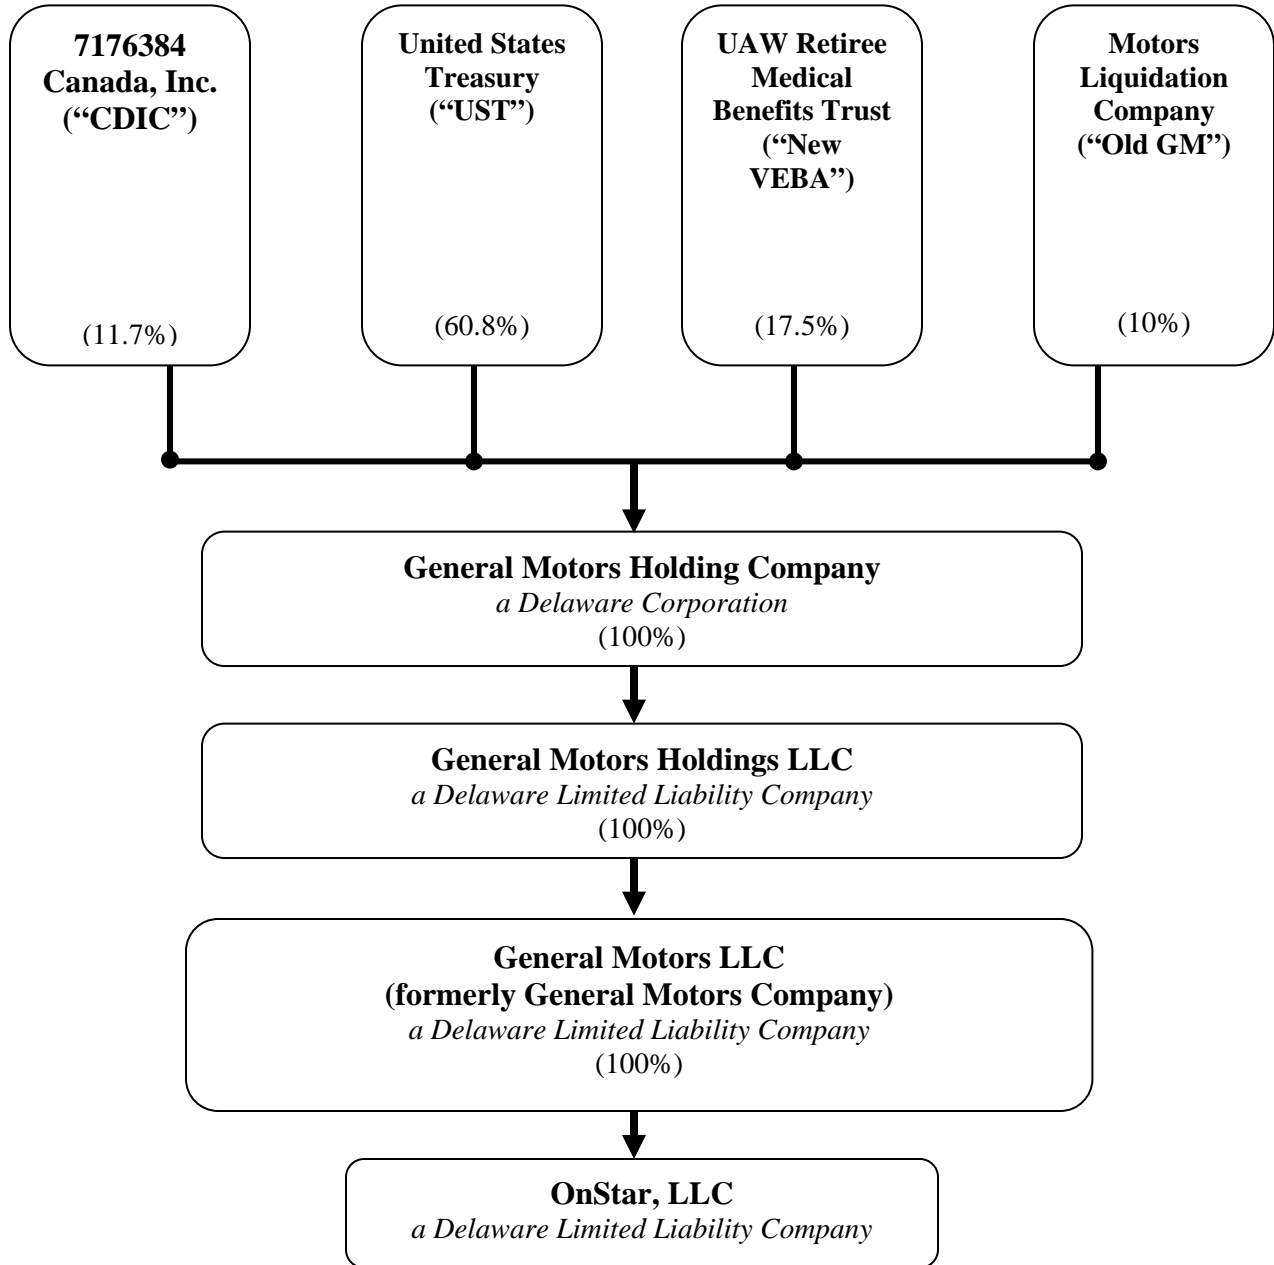 7176384
Canada, Inc.
(“CDIC”)
(11.7%)
United States
Treasury
(“UST”)
(60.8%)
UAW Retiree
Medical
Benefits Trust
(“New
VEBA”)
(17.5%)
Motors
Liquidation
Company
(“Old GM”)
(10%)
General Motors Holding Company
a Delaware Corporation
(100%)
General Motors Holdings LLC
a Delaware Limited Liability Company
(100%)
General Motors LLC
(formerly General Motors Company)
a Delaware Limited Liability Company
(100%)
OnStar, LLC
a Delaware Limited Liability Company